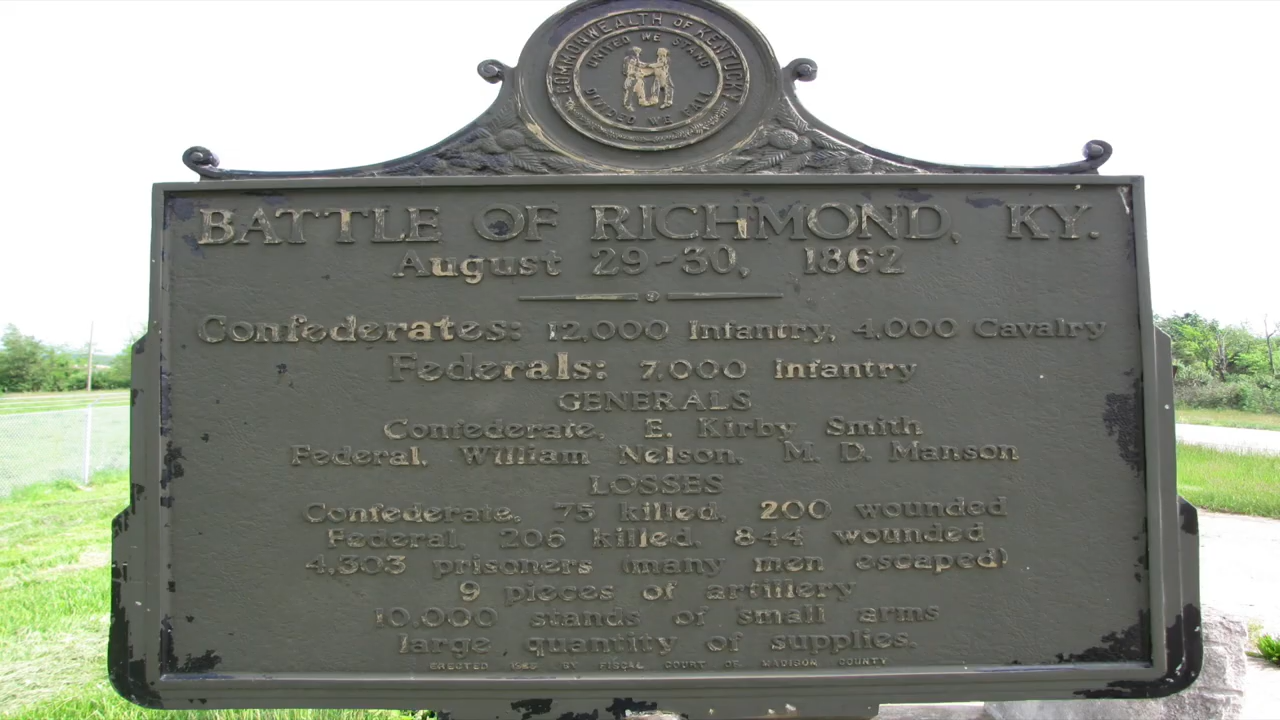 COMMONWEALTH OF KENTUCKY
UNITED WE STAND
DIVIDED WE FALL
BATTLE OF RICHMOND, KY.
August 29-30, 1862
Confederates: 12,000 Infantry, 4,000 Cavalry
Federals: 7,000 Infantry
GENERALS
Confederate, E. Kirby Smith
Federal, William Nelson, M. D. Manson
LOSSES
Confederate, 75 killed, 200 wounded
Federal, 206 killed, 844 wounded
4,303 prisoners (many men escaped)
9 pieces of artillery
10,000 stands of small arms
large quantity of supplies.
ERECTED BY FISCAL COURT OF MADISON COUNTY